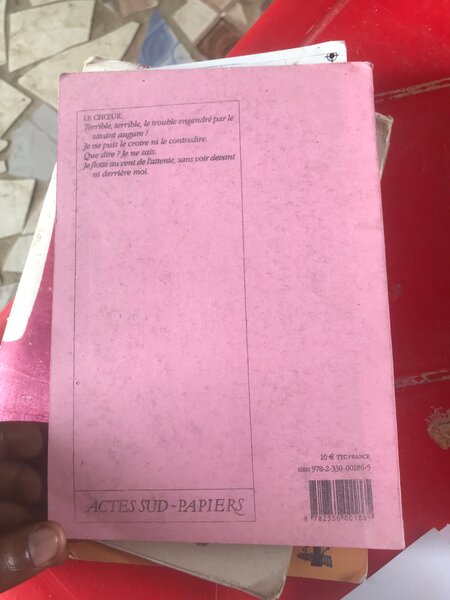 LE CHŒUR.
Terrible, terrible, le trouble engendré par le
savant augure !
Je ne puis le croire ni le contredire.
Que dire ? Je ne sais.
Je flotte au vent de l'attente, sans voir devant
ni derrière moi.
10 € TTC FRANCE
ISBN 978-2-330-00186-5
ACTES SUD ~ PAPIERS
9 782330 001865